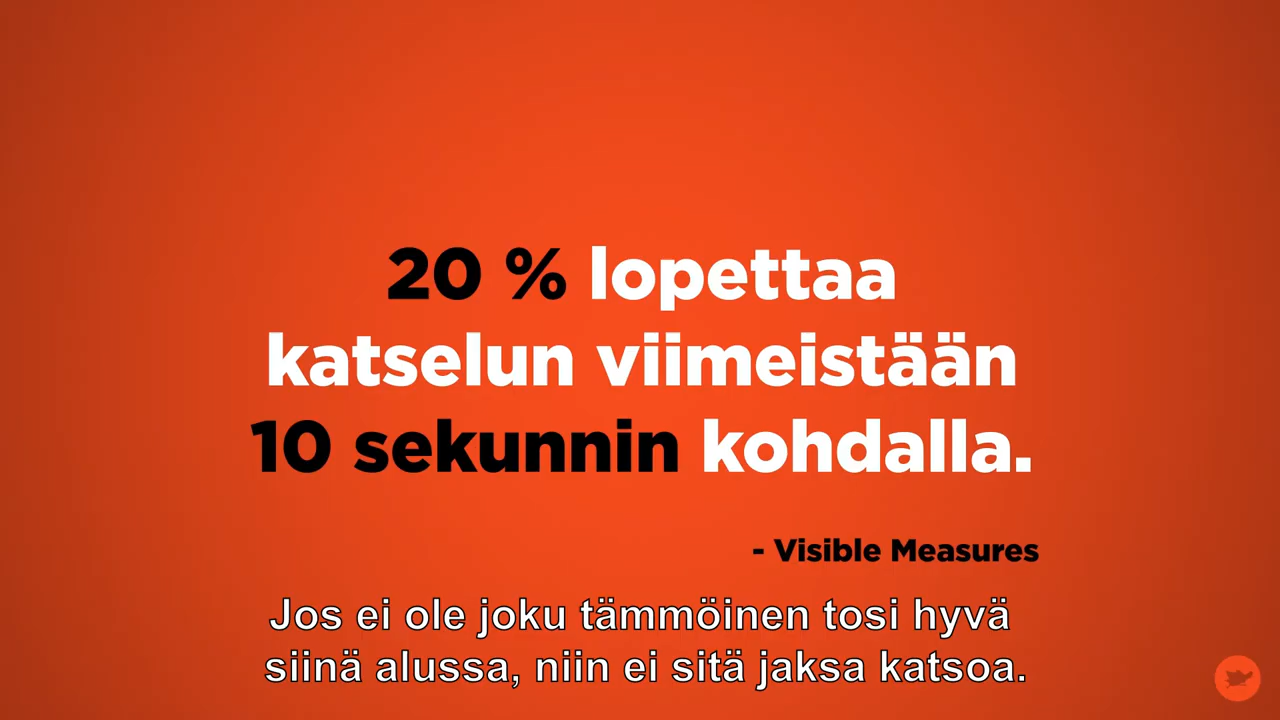 20 % lopettaa
katselun viimeistään
10 sekunnin kohdalla.
- Visible Measures
Jos ei ole joku tämmöinen tosi hyvä
siinä alussa, niin ei sitä jaksa katsoa.